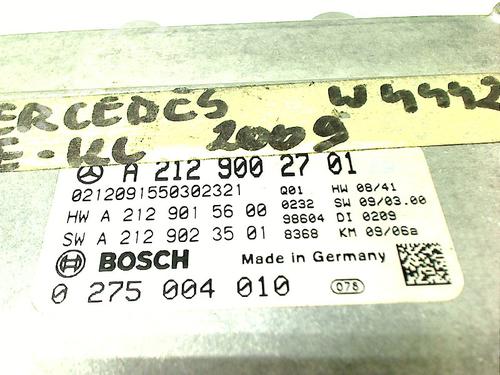 ERCEDES W4442
E-KL 2009
A 212 900 27 01
0212091550302321 Q01 HW 08/41
HW A 212 901 56 00 0232 SW 09/03.00
98604 DI 0209
SW A 212 902 35 01 8368 KM 09/06a
BOSCH Made in Germany
0 275 004 010 078